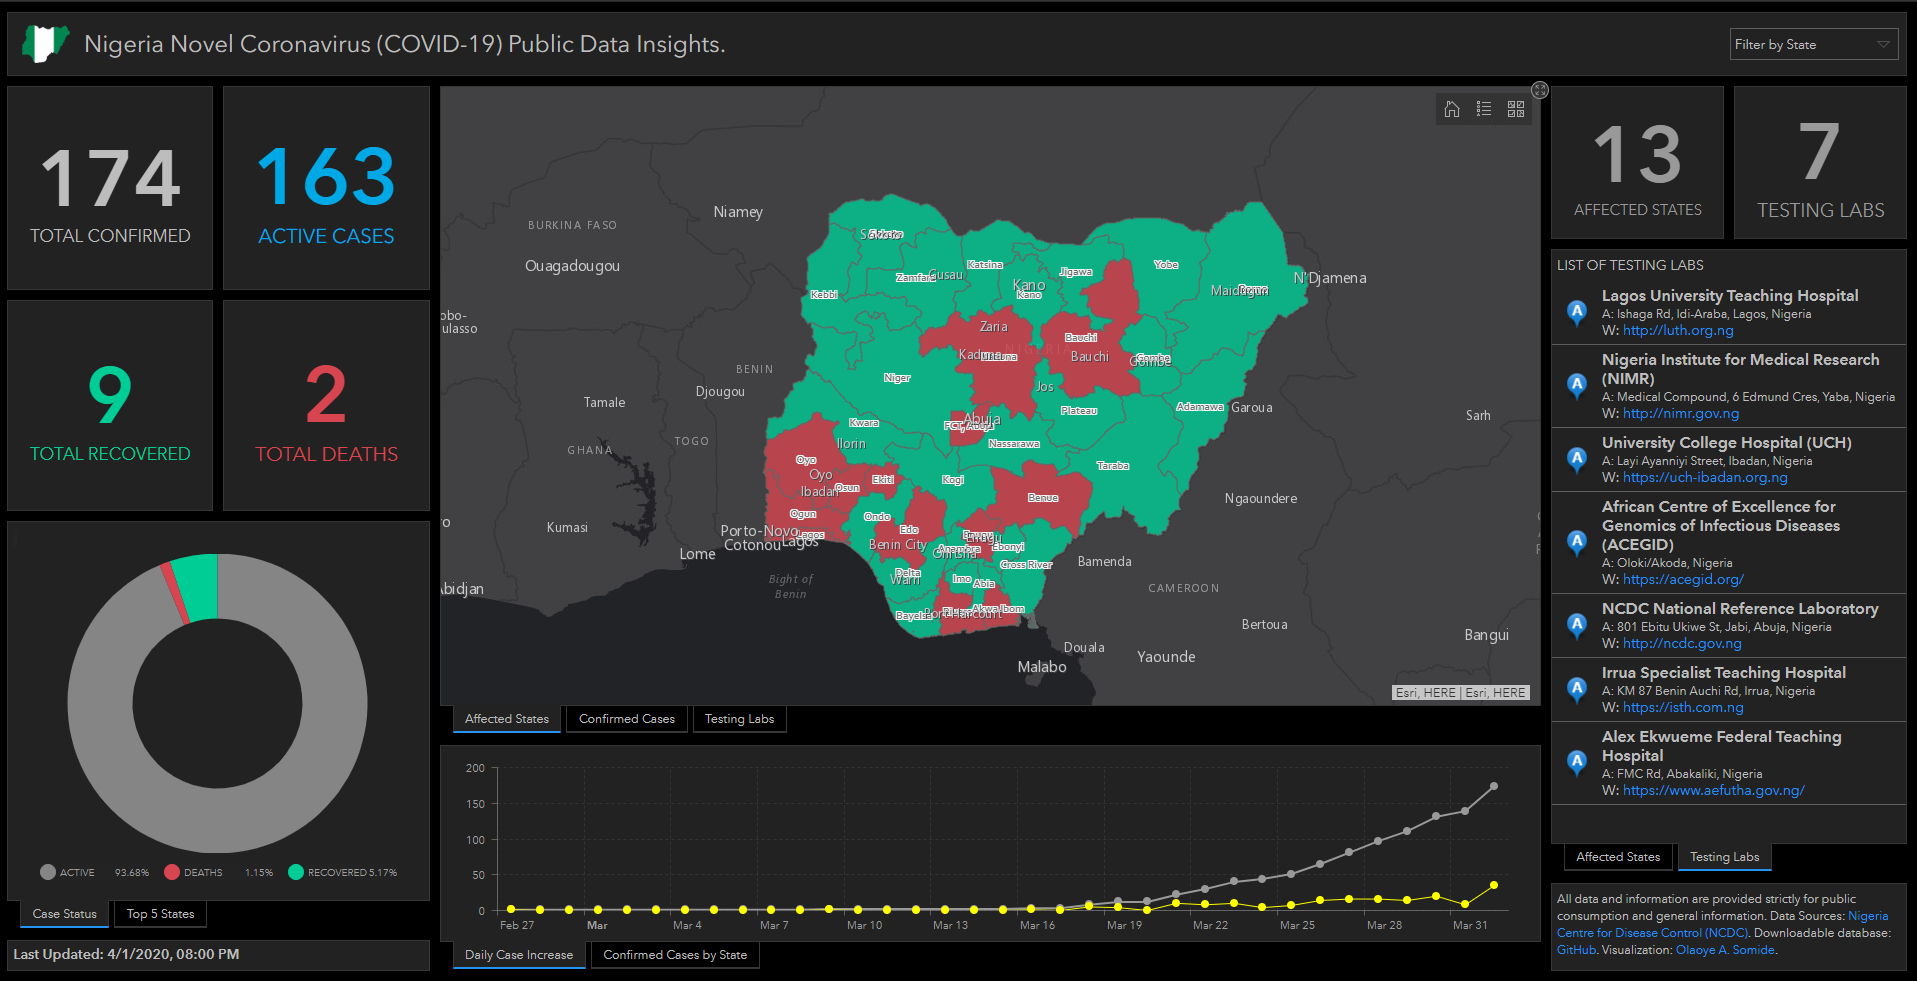 Nigeria Novel Coronavirus (COVID-19) Public Data Insights.
Filter by State
174
TOTAL CONFIRMED
163
ACTIVE CASES
9
TOTAL RECOVERED
2
TOTAL DEATHS
ACTIVE 93.68% DEATHS 1.15% RECOVERED 5.17%
Case Status
Top 5 States
Last Updated: 4/1/2020, 08:00 PM
Niamey
BURKINA FASO
Ouagadougou
obo-
ulasso
BENIN
Djougou
Tamale
TOGO
GHANA
Kumasi
Porto-Novo
Cotonou
Lagos
Lagos
Lome
Abidjan
Bight of
Benin
Katsina
Zamfara
Gusau
Kebbi
Kano
Kano
Jigawa
Yobe
Maiduguri
N'Djamena
Zaria
NIGERIA
Bauchi
Bauchi
Gombe
Gombe
Niger
Jos
Plateau
Adamawa
Garoua
Sarh
Kwara
Ilorin
Abuja
Nassarawa
Taraba
Oyo
Oyo
Ibadan
Osun
Ekiti
Kogi
Benue
Ngaoundere
Ogun
Ondo
Edo
Benin City
Ebonyi
Cross River
Delta
Warri
Imo
Abia
Bamenda
CAMEROON
Bertoua
Bangui
Douala
Yaounde
Malabo
Esri, HERE | Esri, HERE
Affected States
Confirmed Cases
Testing Labs
200
150
100
50
0
Feb 27
Mar
Mar 4
Mar 7
Mar 10
Mar 13
Mar 16
Mar 19
Mar 22
Mar 25
Mar 28
Mar 31
Daily Case Increase
Confirmed Cases by State
13
AFFECTED STATES
7
TESTING LABS
LIST OF TESTING LABS
A
Lagos University Teaching Hospital
A: Ishaga Rd, Idi-Araba, Lagos, Nigeria
W: http://luth.org.ng
A
Nigeria Institute for Medical Research
(NIMR)
A: Medical Compound, 6 Edmund Cres, Yaba, Nigeria
W: http://nimr.gov.ng
A
University College Hospital (UCH)
A: Layi Ayanniyi Street, Ibadan, Nigeria
W: https://uch-ibadan.org.ng
A
African Centre of Excellence for
Genomics of Infectious Diseases
(ACEGID)
A: Oloki/Akoda, Nigeria
W: https://acegid.org/
A
NCDC National Reference Laboratory
A: 801 Ebitu Ukiwe St, Jabi, Abuja, Nigeria
W: http://ncdc.gov.ng
A
Irrua Specialist Teaching Hospital
A: KM 87 Benin Auchi Rd, Irrua, Nigeria
W: https://isth.com.ng
A
Alex Ekwueme Federal Teaching
Hospital
A: FMC Rd, Abakaliki, Nigeria
W: https://www.aefutha.gov.ng/
Affected States
Testing Labs
All data and information are provided strictly for public
consumption and general information. Data Sources: Nigeria
Centre for Disease Control (NCDC). Downloadable database:
GitHub. Visualization: Olaoye A. Somide.